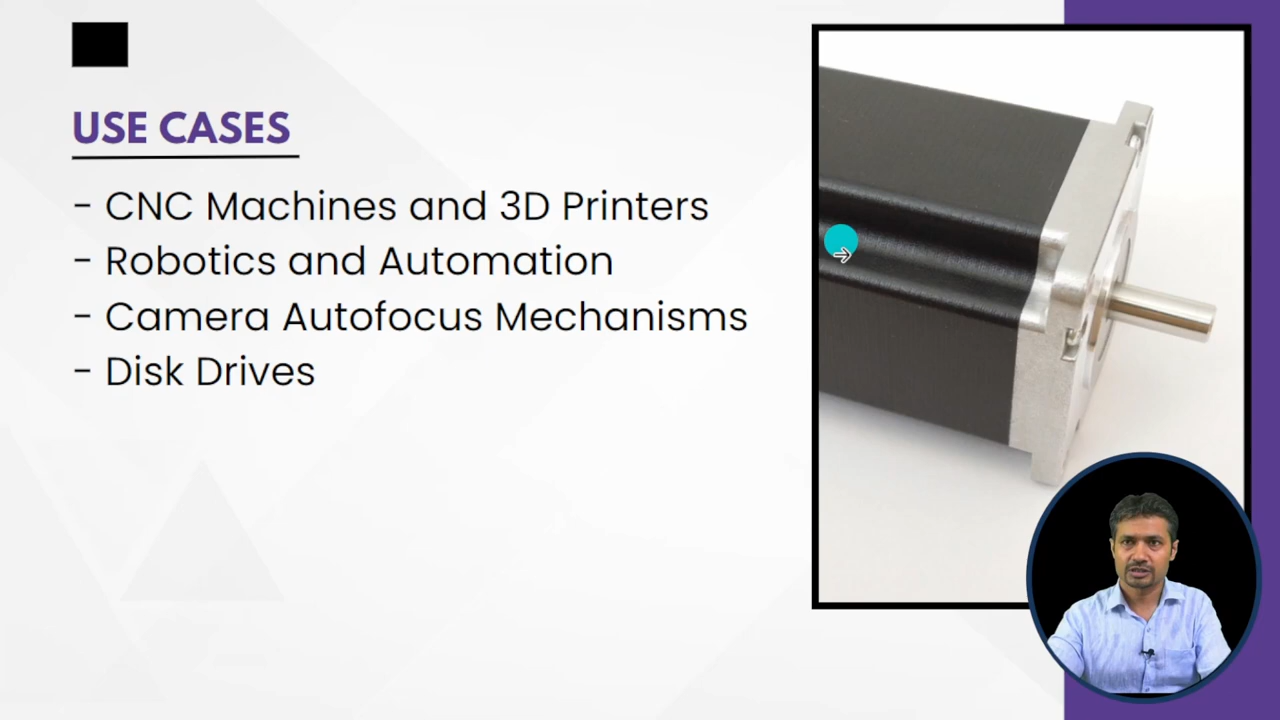 USE CASES
- CNC Machines and 3D Printers
- Robotics and Automation
- Camera Autofocus Mechanisms
- Disk Drives